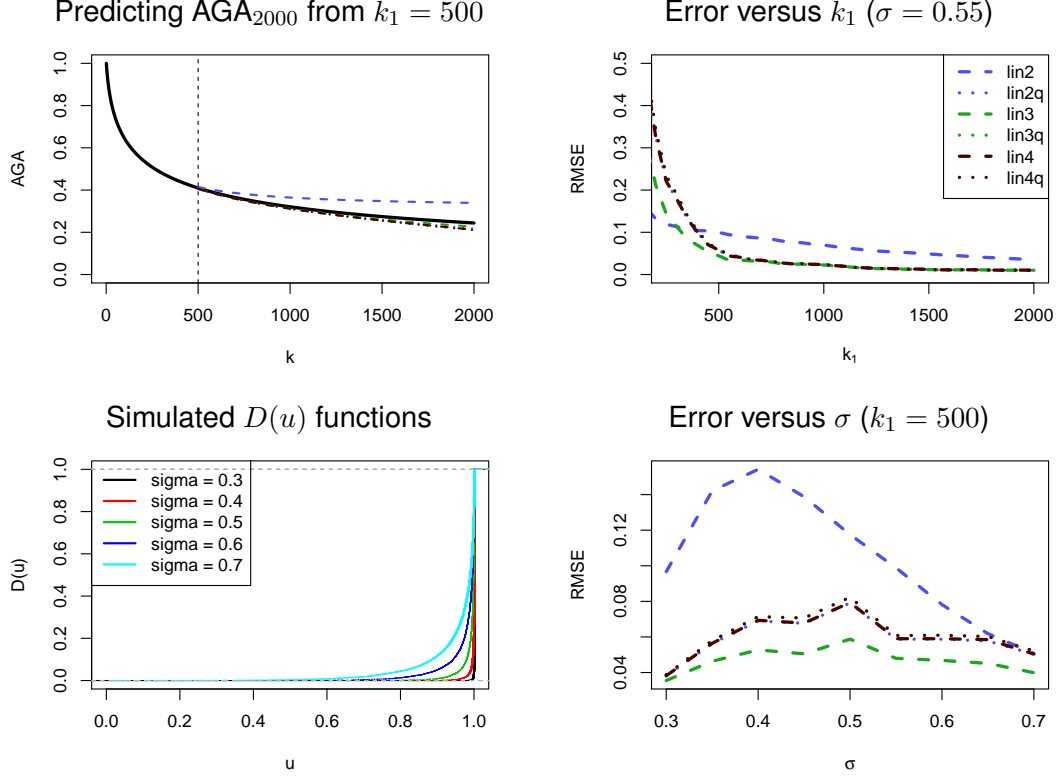 Predicting AGA2000 from k1 = 500
AGA
1.0
0.8
0.6
0.4
0.2
0.0
0
500
1000
1500
2000
k
Error versus k1 (σ = 0.55)
RMSE
0.5
0.4
0.3
0.2
0.1
0.0
lin2
lin2q
lin3
lin3q
lin4
lin4q
500
1000
1500
2000
k1
Simulated D(u) functions
D(u)
1.0
0.8
0.6
0.4
0.2
0.0
sigma = 0.3
sigma = 0.4
sigma = 0.5
sigma = 0.6
sigma = 0.7
0.0
0.2
0.4
0.6
0.8
1.0
u
Error versus σ (k1 = 500)
RMSE
0.12
0.08
0.04
0.3
0.4
0.5
0.6
0.7
σ